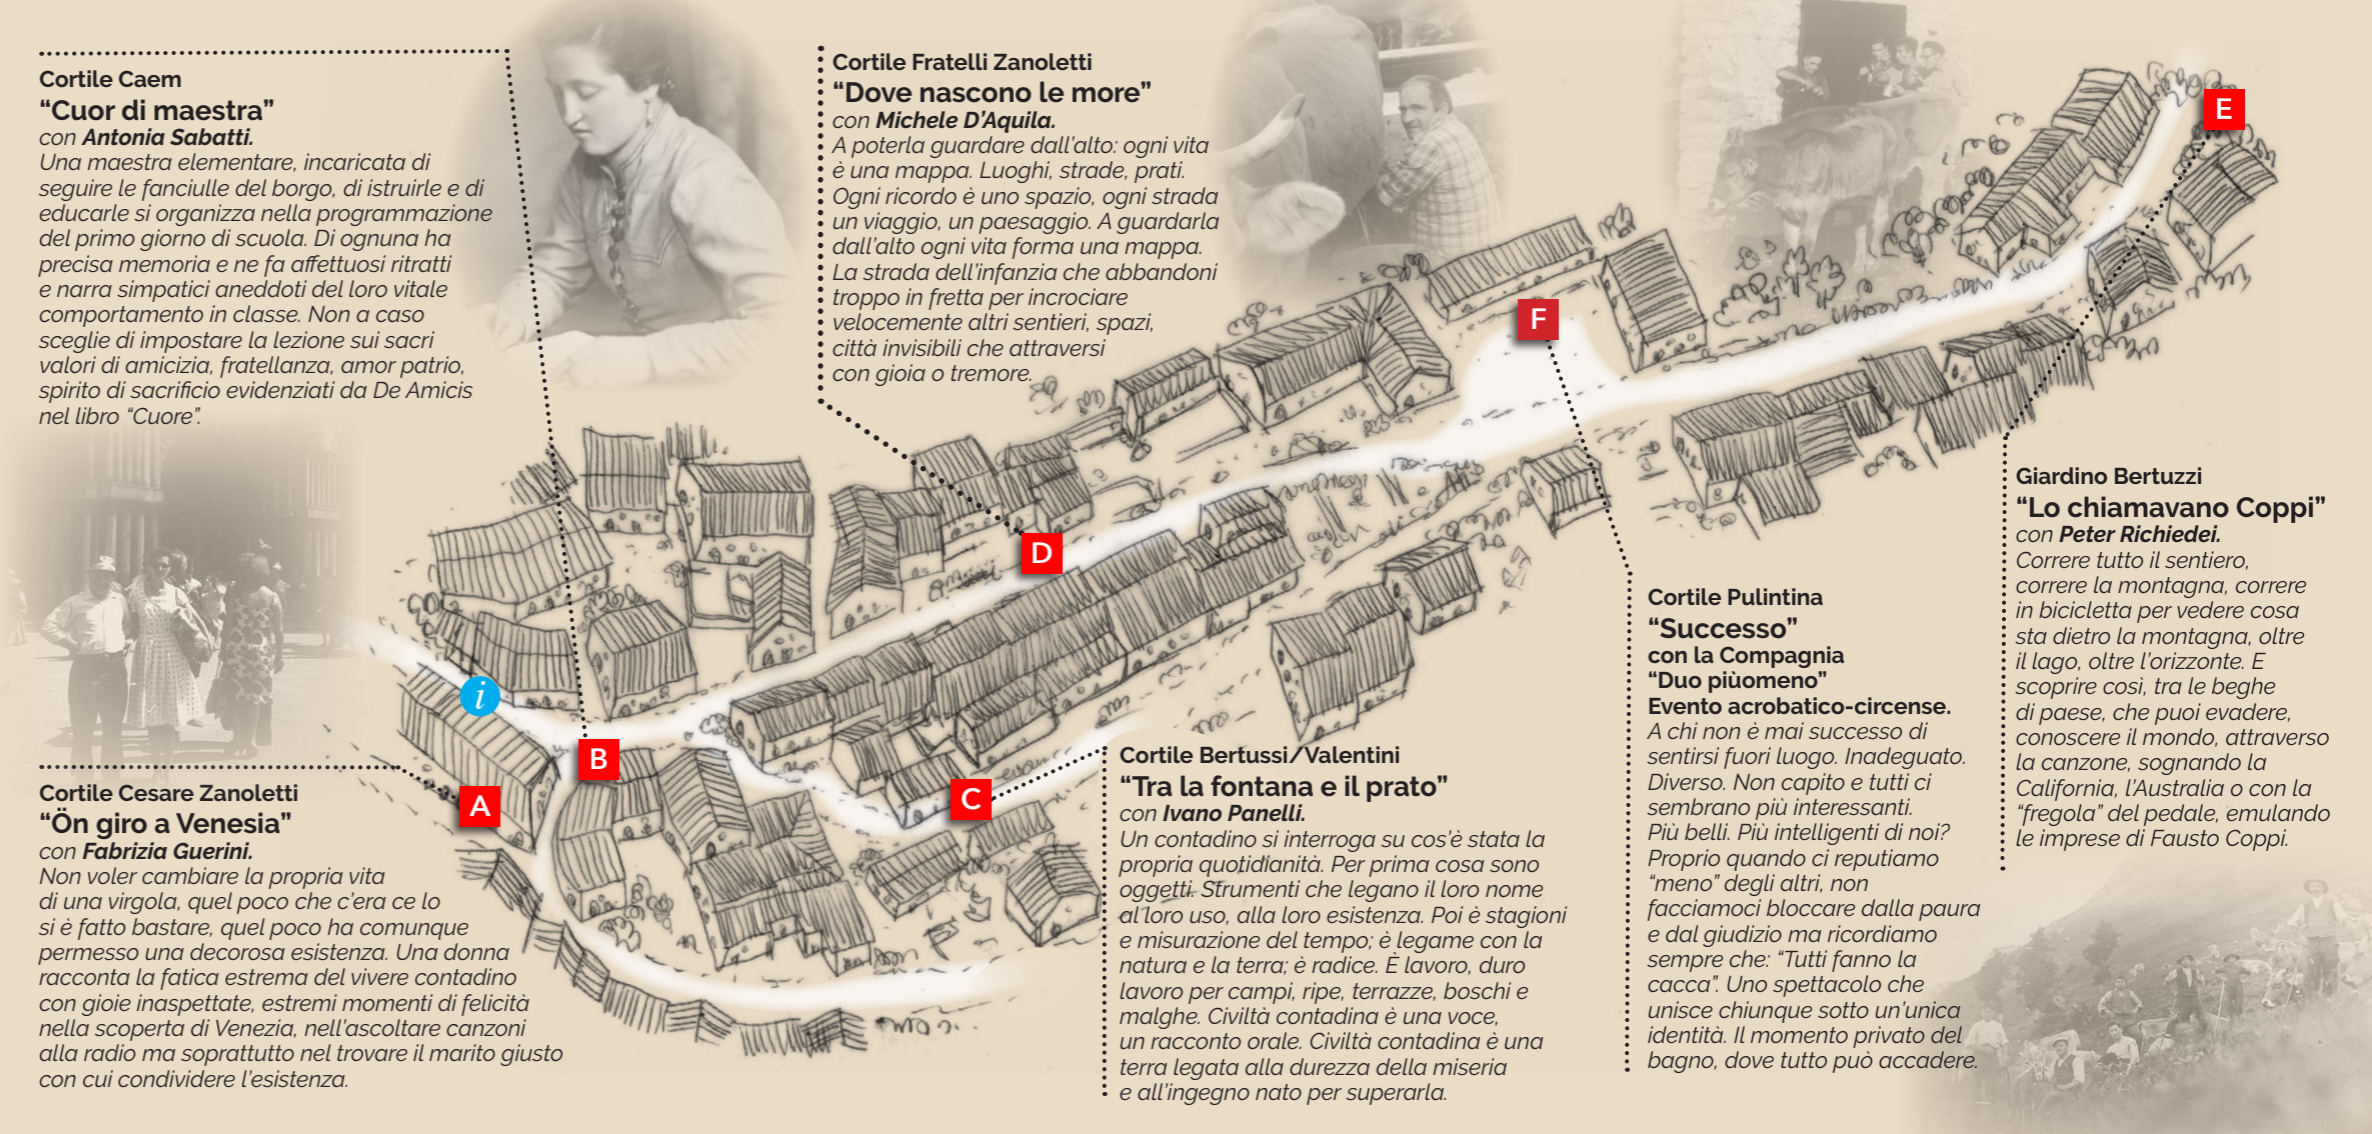 Cortile Caem
“Cuor di maestra”
con Antonia Sabatti.
Una maestra elementare, incaricata di
seguire le fanciulle del borgo, di istruirle e di
educarle si organizza nella programmazione
del primo giorno di scuola. Di ognuna ha
precisa memoria e ne fa affettuosi ritratti
e narra simpatici aneddoti del loro vitale
comportamento in classe. Non a caso
sceglie di impostare la lezione sui sacri
valori di amicizia, fratellanza, amor patrio,
spirito di sacrificio evidenziati da De Amicis
nel libro “Cuore”.
Cortile Fratelli Zanoletti
“Dove nascono le more”
con Michele D’Aquila.
A poterla guardare dall’alto: ogni vita
è una mappa. Luoghi, strade, prati.
Ogni ricordo è uno spazio, ogni strada
un viaggio, un paesaggio. A guardarla
dall’alto ogni vita forma una mappa.
La strada dell’infanzia che abbandoni
troppo in fretta per incrociare
velocemente altri sentieri, spazi,
città invisibili che attraversi
con gioia o tremore.
E
F
D
i
B
A
C
Cortile Cesare Zanoletti
“Ön giro a Venesia”
con Fabrizia Guerini.
Non voler cambiare la propria vita
di una virgola, quel poco che c’era ce lo
si è fatto bastare, quel poco ha comunque
permesso una decorosa esistenza. Una donna
racconta la fatica estrema del vivere contadino
con gioie inaspettate, estremi momenti di felicità
nella scoperta di Venezia, nell’ascoltare canzoni
alla radio ma soprattutto nel trovare il marito giusto
con cui condividere l’esistenza.
Cortile Bertussi/Valentini
“Tra la fontana e il prato”
con Ivano Panelli.
Un contadino si interroga su cos’è stata la
propria quotidianità. Per prima cosa sono
oggetti. Strumenti che legano il loro nome
al loro uso, alla loro esistenza. Poi è stagioni
e misurazione del tempo; è legame con la
natura e la terra; è radice. È lavoro, duro
lavoro per campi, ripe, terrazze, boschi e
malghe. Civiltà contadina è una voce,
un racconto orale. Civiltà contadina è una
terra legata alla durezza della miseria
e all’ingegno nato per superarla.
Cortile Pulintina
“Successo”
con la Compagnia
“Duo piùomeno”
Evento acrobatico-circense.
A chi non è mai successo di
sentirsi fuori luogo. Inadeguato.
Diverso. Non capito e tutti ci
sembrano più interessanti.
Più belli. Più intelligenti di noi?
Proprio quando ci reputiamo
“meno” degli altri, non
facciamoci bloccare dalla paura
e dal giudizio ma ricordiamo
sempre che: “Tutti fanno la
cacca”. Uno spettacolo che
unisce chiunque sotto un’unica
identità. Il momento privato del
bagno, dove tutto può accadere.
Giardino Bertuzzi
“Lo chiamavano Coppi”
con Peter Richiedei.
Correre tutto il sentiero,
correre la montagna, correre
in bicicletta per vedere cosa
sta dietro la montagna, oltre
il lago, oltre l’orizzonte. E
scoprire così, tra le beghe
di paese, che puoi evadere,
conoscere il mondo, attraverso
la canzone, sognando la
California, l’Australia o con la
“fregola” del pedale, emulando
le imprese di Fausto Coppi.